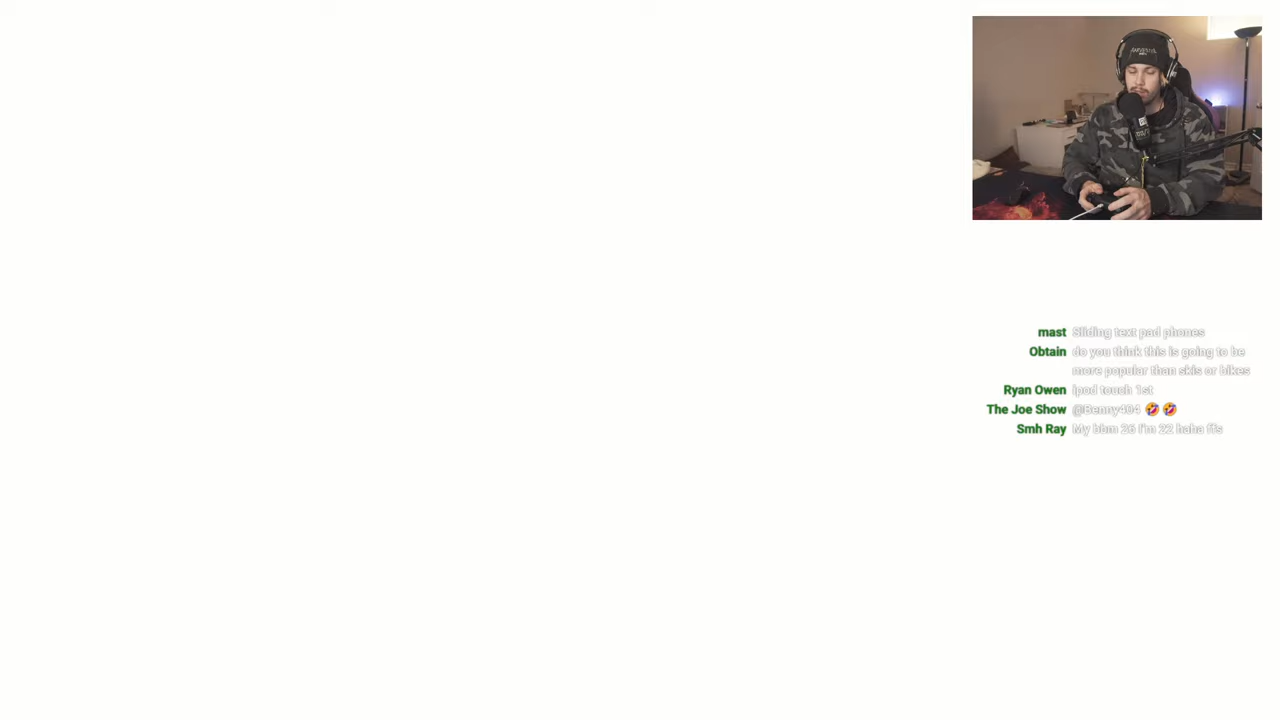 mast Sliding text pad phones
Obtain do you think this is going to be
more popular than skis or bikes
Ryan Owen ipod touch 1st
The Joe Show @Benny404 🤣 🤣
Smh Ray My bbm 26 I'm 22 haha ffs